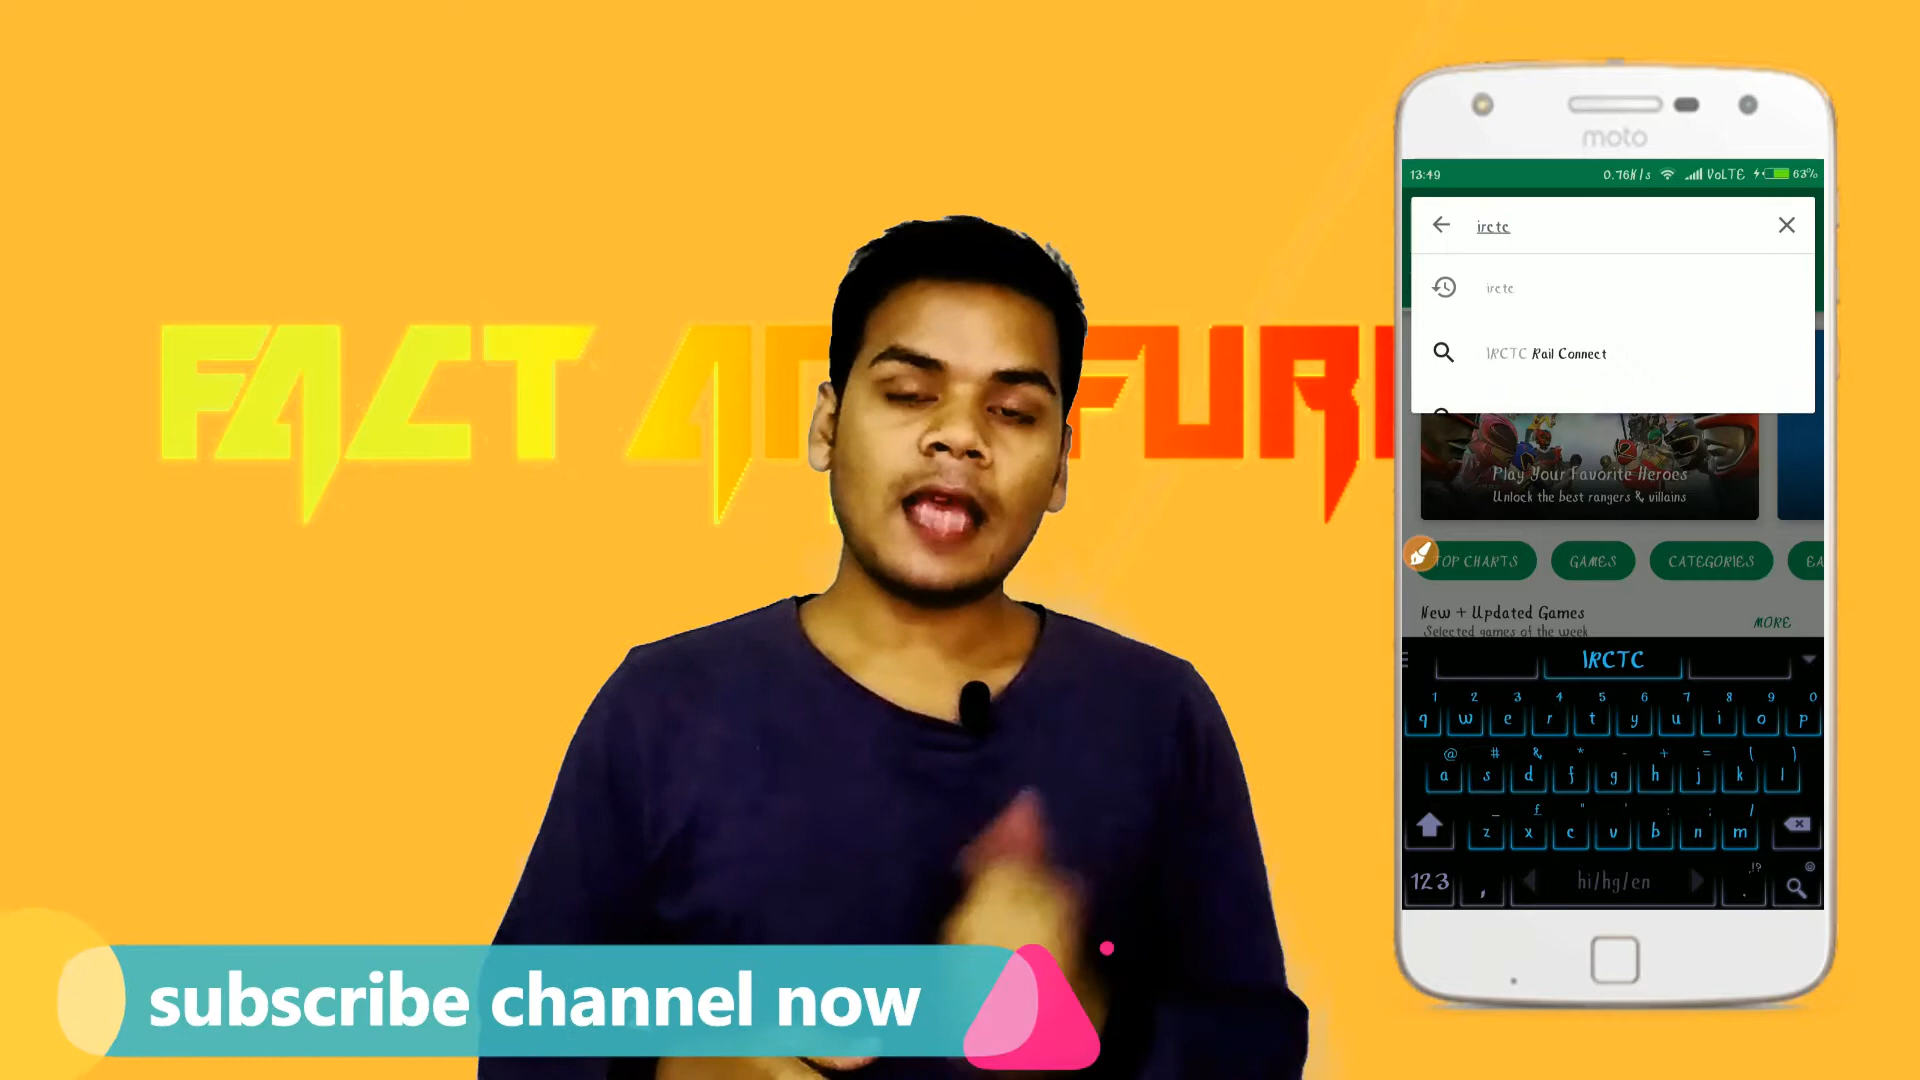 FACT
FUR
subscribe channel now
moto
13:49
0.76K/s
VoLTE
63%
irctc
irctc
IRCTC Rail Connect
Play Your Favorite Heroes
Unlock the best rangers & villains
TOP CHARTS
GAMES
CATEGORIES
EA
New + Updated Games
MORE
Selected games of the week
IRCTC
1 2 3 4 5 6 7 8 9 0
q w e r t y u i o p
@ # & * - + = ( )
a s d f g h j k l
_ £ " ' : ; /
z x c v b n m
,!?
123 , hi/hg/en .